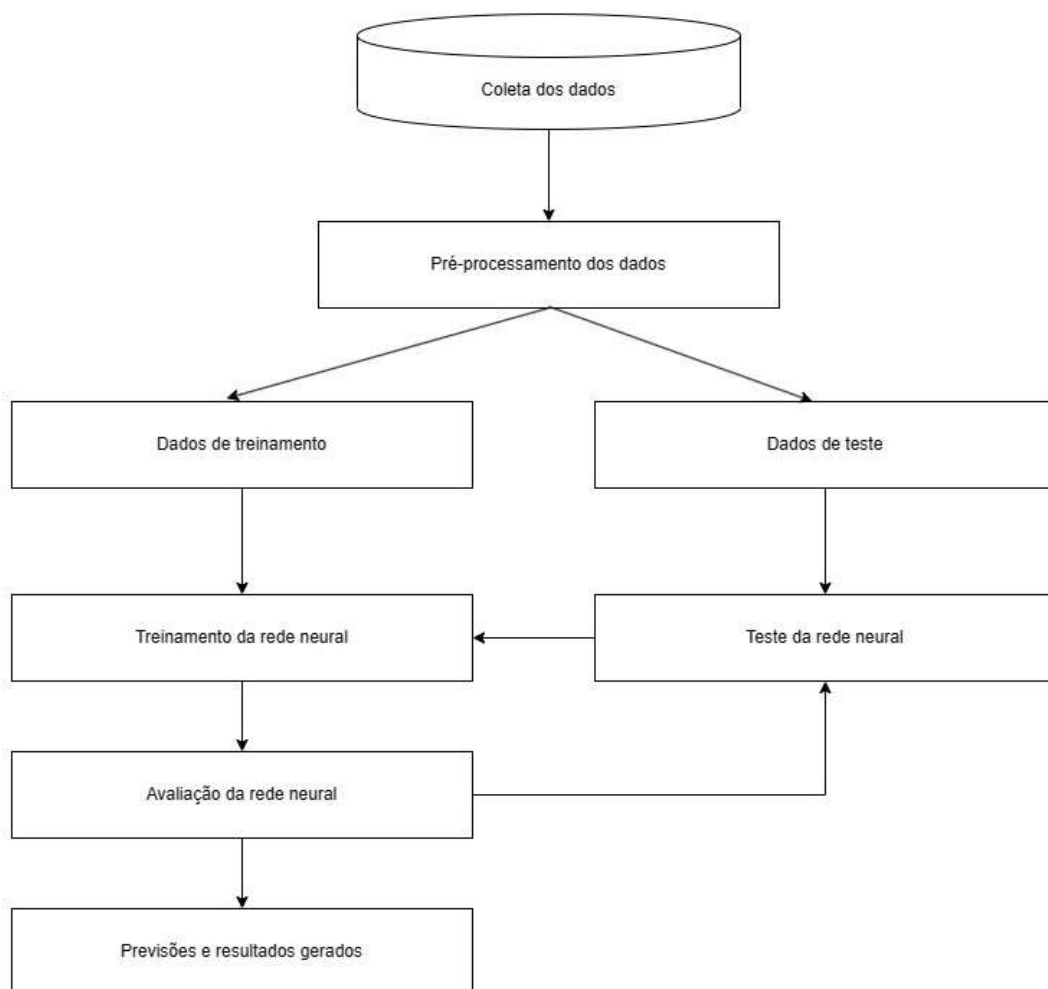 Coleta dos dados
Pré-processamento dos dados
Dados de treinamento
Dados de teste
Treinamento da rede neural
Teste da rede neural
Avaliação da rede neural
Previsões e resultados gerados